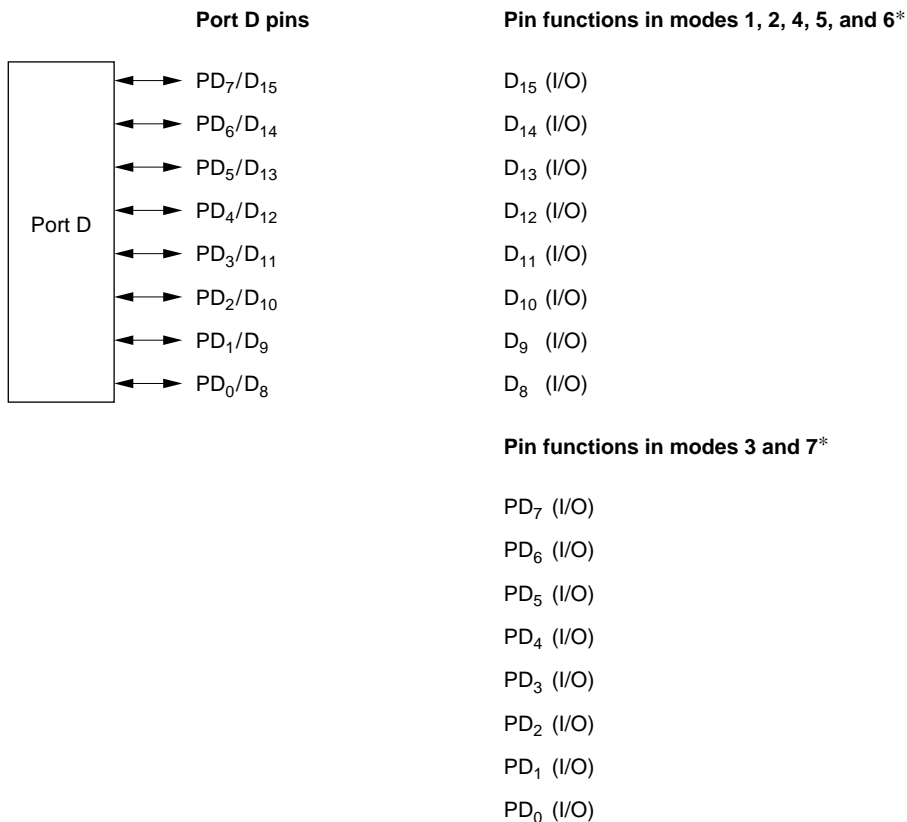 Port D pins Pin functions in modes 1, 2, 4, 5, and 6*
Port D
PD₇/D₁₅ D₁₅ (I/O)
PD₆/D₁₄ D₁₄ (I/O)
PD₅/D₁₃ D₁₃ (I/O)
PD₄/D₁₂ D₁₂ (I/O)
PD₃/D₁₁ D₁₁ (I/O)
PD₂/D₁₀ D₁₀ (I/O)
PD₁/D₉ D₉ (I/O)
PD₀/D₈ D₈ (I/O)
Pin functions in modes 3 and 7*
PD₇ (I/O)
PD₆ (I/O)
PD₅ (I/O)
PD₄ (I/O)
PD₃ (I/O)
PD₂ (I/O)
PD₁ (I/O)
PD₀ (I/O)